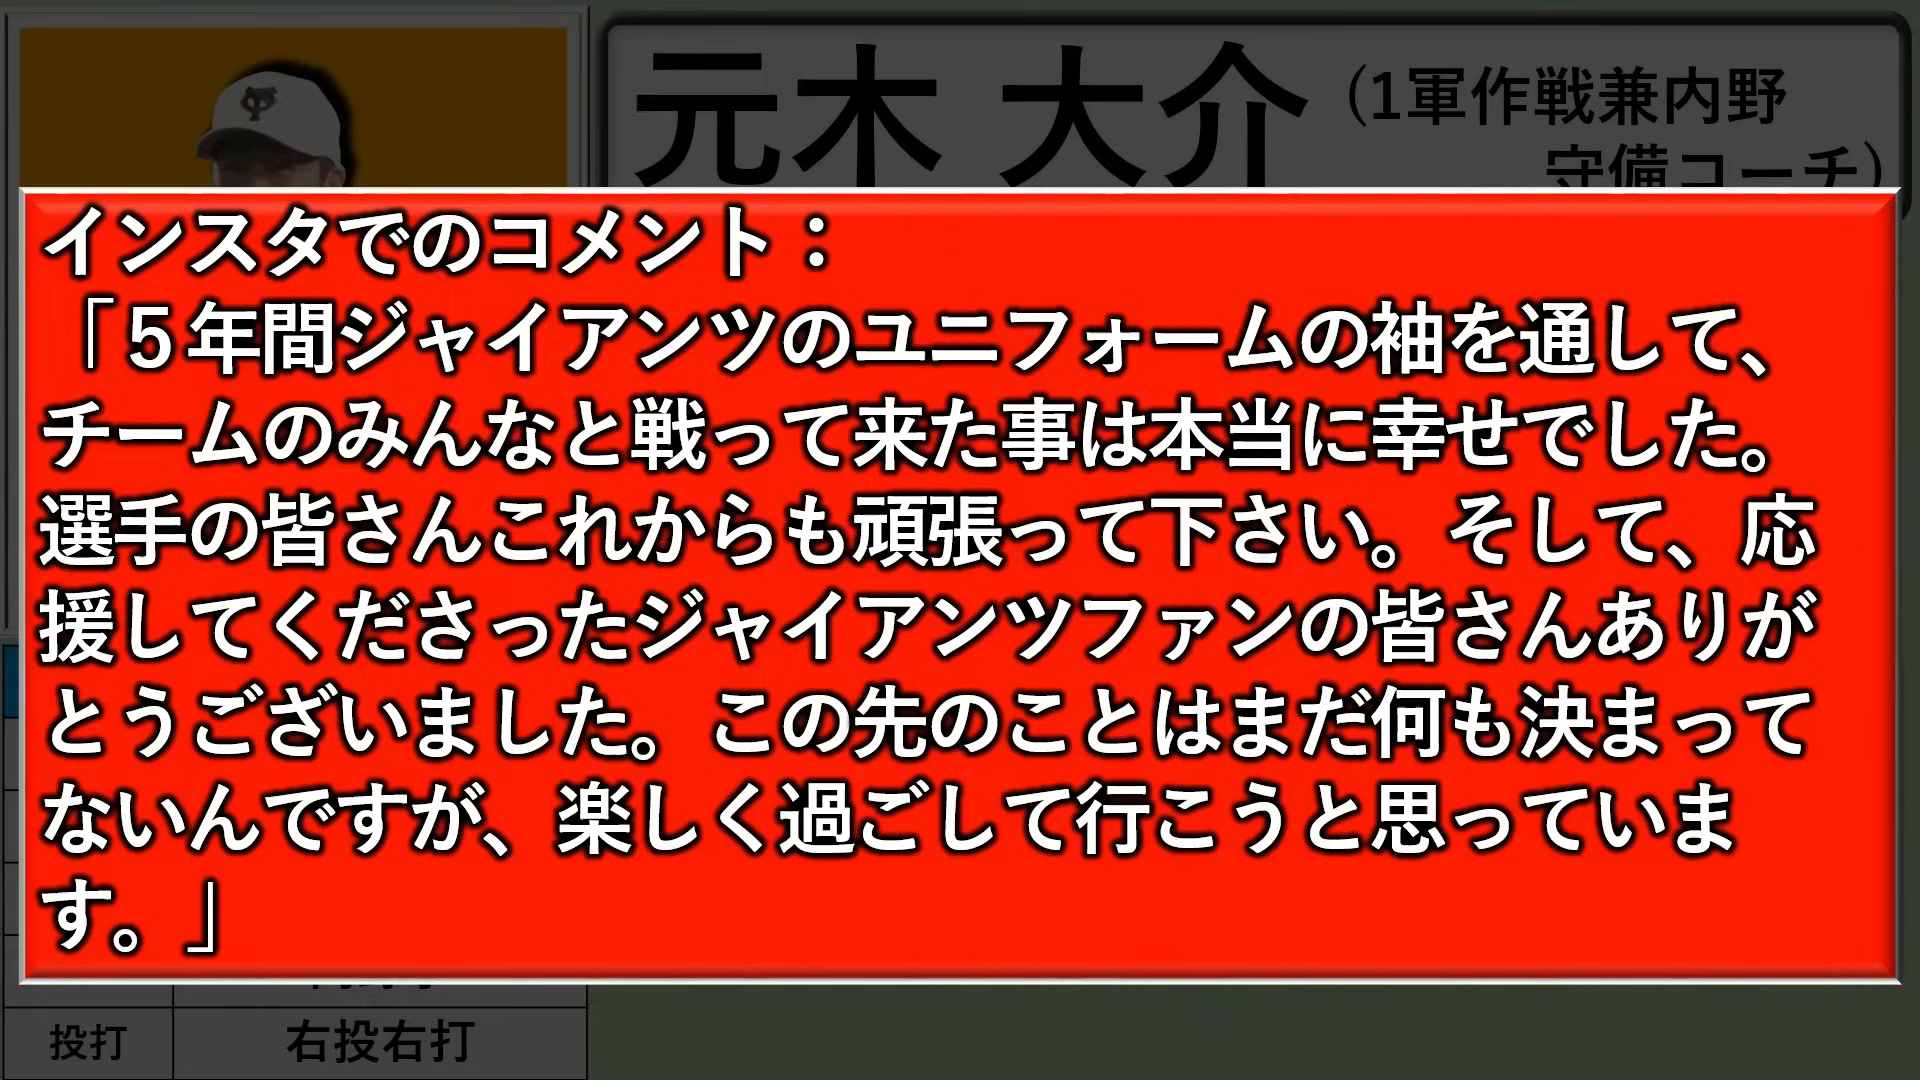 元木 大介 (1軍作戦兼内野
守備コーチ)
インスタでのコメント：
「５年間ジャイアンツのユニフォームの袖を通して、
チームのみんなと戦って来た事は本当に幸せでした。
選手の皆さんこれからも頑張って下さい。そして、応
援してくださったジャイアンツファンの皆さんありが
とうございました。この先のことはまだ何も決まって
ないんですが、楽しく過ごして行こうと思っていま
す。」
投打 右投右打